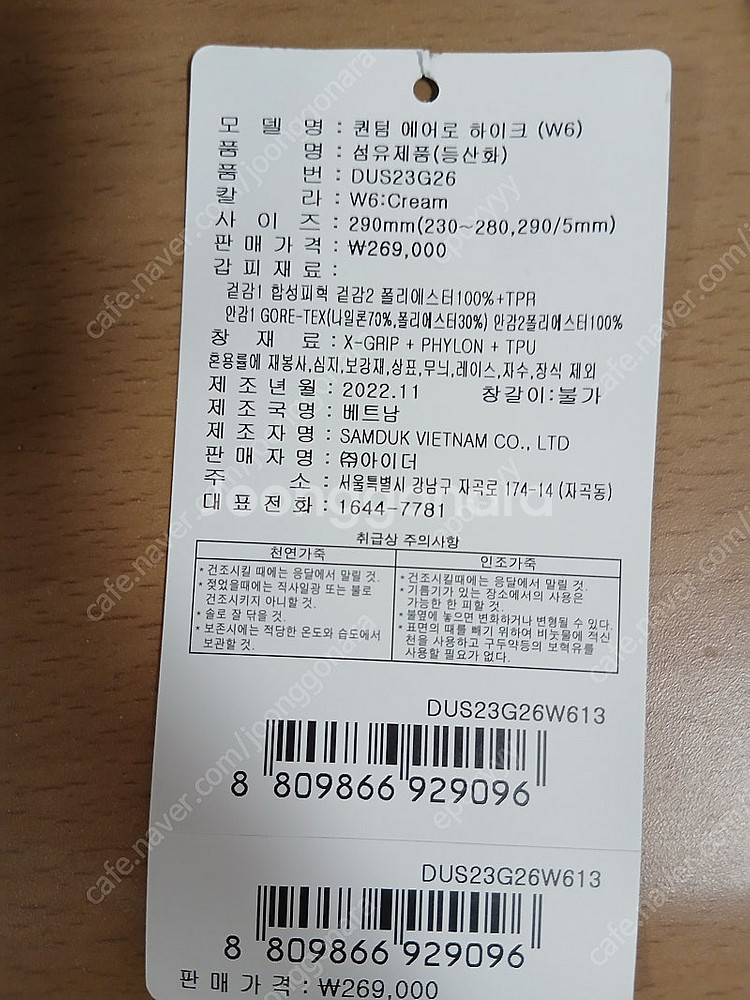 모 델 명 : 퀀텀 에어로 하이크 (W6)
품 명 : 섬유제품(등산화)
품 번 : DUS23G26
칼 라 : W6:Cream
사 이 즈 : 290mm(230~280,290/5mm)
판 매 가 격 : ₩269,000
갑 피 재 료 :
겉감1 합성피혁 겉감2 폴리에스터100%+TPR
안감1 GORE-TEX(나일론70%,폴리에스터30%) 안감2폴리에스터100%
창 재 료 : X-GRIP + PHYLON + TPU
혼용률에 재봉사,심지,보강재,상표,무늬,레이스,자수,장식 제외
제 조 년 월 : 2022.11 창갈이:불가
제 조 국 명 : 베트남
제 조 자 명 : SAMDUK VIETNAM CO., LTD
판 매 자 명 : ㈜아이더
주 소 : 서울특별시 강남구 자곡로 174-14 (자곡동)
대 표 전 화 : 1644-7781
joonggonara
취급상 주의사항
천연가죽
* 건조시킬 때에는 응달에서 말릴 것.
* 젖었을때에는 직사일광 또는 불로
건조시키지 아니할 것.
* 솔로 잘 닦을 것.
* 보존시에는 적당한 온도와 습도에서
보관할 것.
인조가죽
* 건조시킬때에는 응달에서 말릴 것.
* 기름기가 있는 장소에서의 사용은
가능한 한 피할 것.
* 불옆에 놓으면 변화하거나 변형될 수 있다.
* 표면의 때를 빼기 위하여 비눗물에 적신
천을 사용하고 구두약등의 보혁유를
사용할 필요가 없다.
DUS23G26W613
8 809866 929096
DUS23G26W613
8 809866 929096
판 매 가 격 : ₩269,000
cafe.naver.com/joonggonara